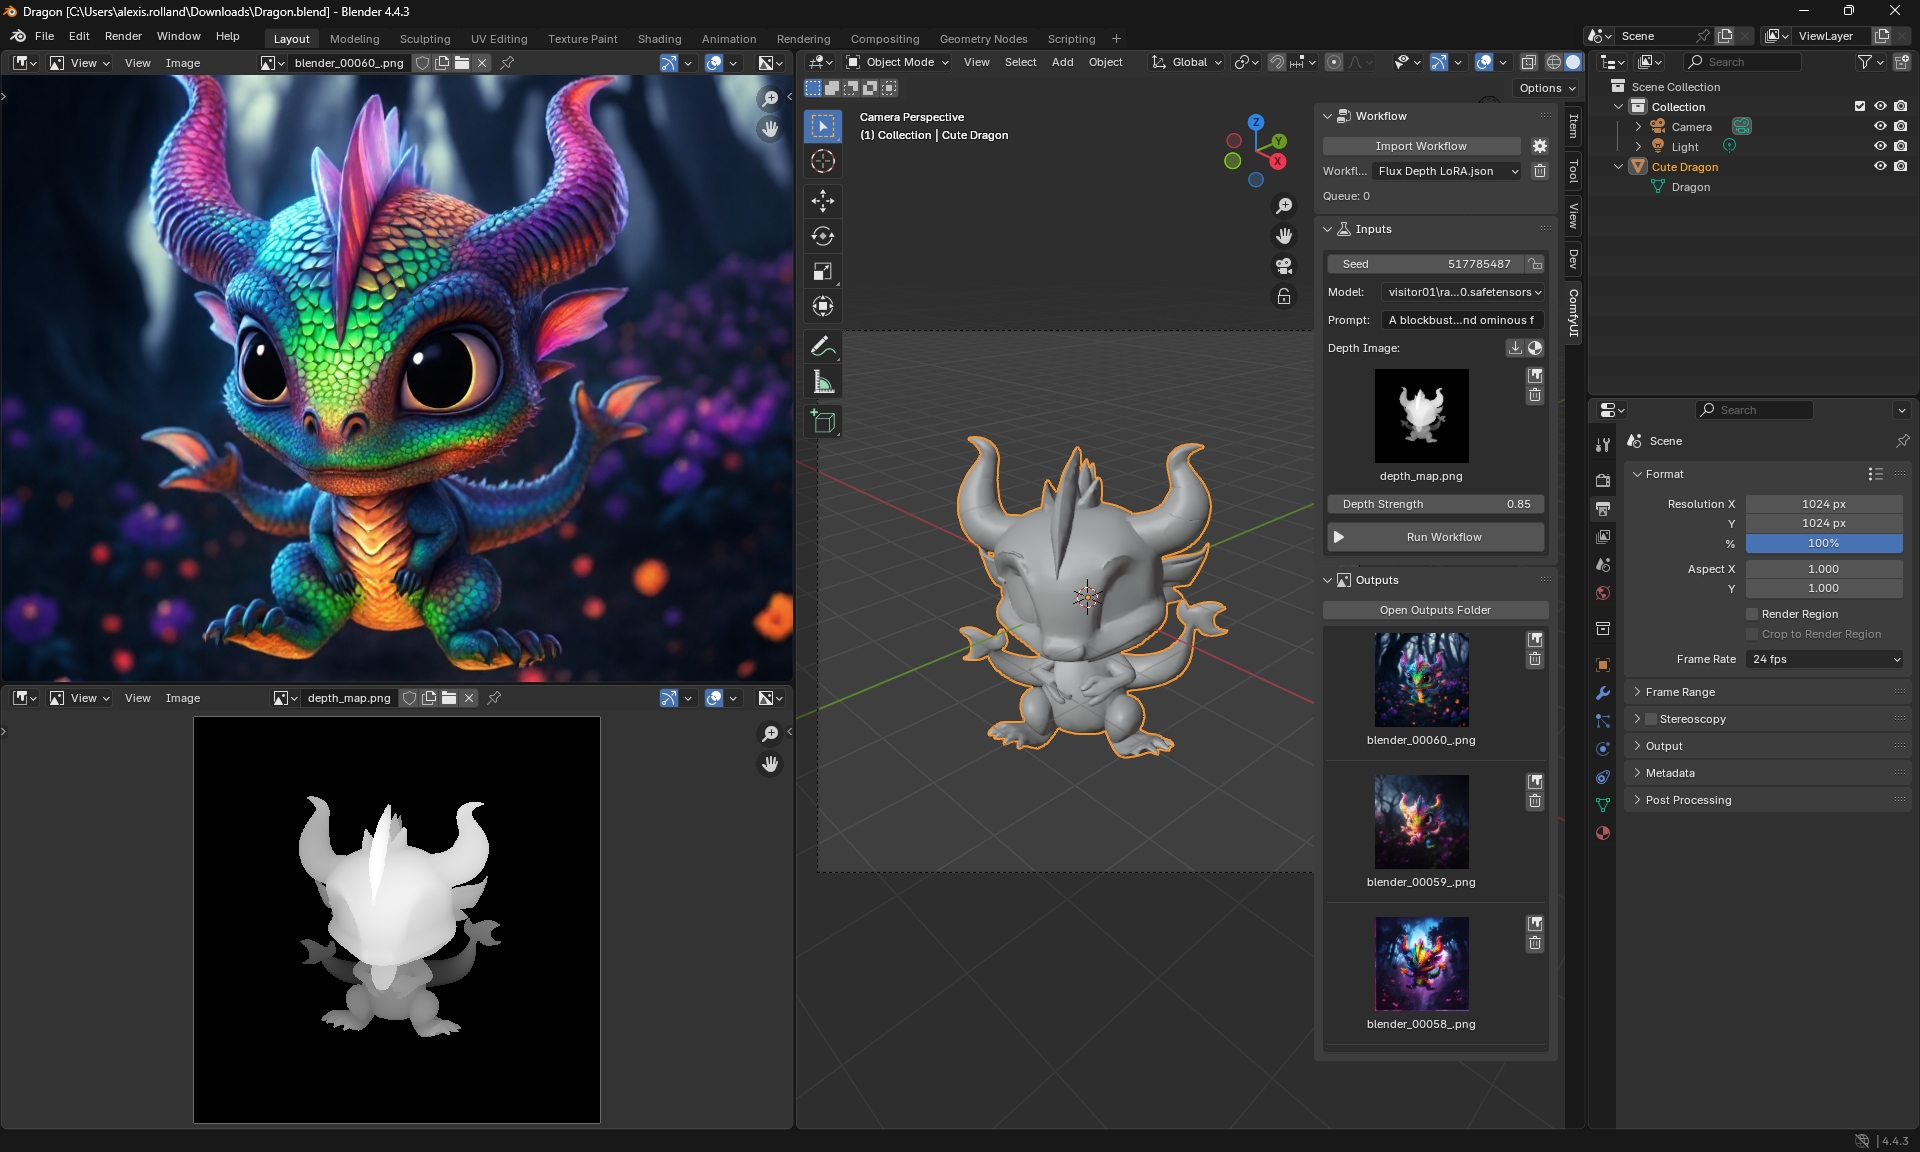 Dragon [C:\Users\alexis.rolland\Downloads\Dragon.blend] - Blender 4.4.3
File Edit Render Window Help
Layout Modeling Sculpting UV Editing Texture Paint Shading Animation Rendering Compositing Geometry Nodes Scripting +
Scene
ViewLayer
View View Image
blender_00060_.png
Object Mode View Select Add Object
Global
Options
Camera Perspective
(1) Collection | Cute Dragon
Z
Y
X
Workflow
Import Workflow
Workfl... Flux Depth LoRA.json
Queue: 0
Inputs
Seed 517785487
Model: visitor01\ra...0.safetensors
Prompt: A blockbust...nd ominous f
Depth Image:
depth_map.png
Depth Strength 0.85
Run Workflow
Outputs
Open Outputs Folder
blender_00060_.png
blender_00059_.png
blender_00058_.png
Item
Tool
View
Dev
ComfyUI
View View Image
depth_map.png
Search
Scene Collection
Collection
Camera
Light
Cute Dragon
Dragon
Search
Scene
Format
Resolution X 1024 px
Y 1024 px
% 100%
Aspect X 1.000
Y 1.000
Render Region
Crop to Render Region
Frame Rate 24 fps
Frame Range
Stereoscopy
Output
Metadata
Post Processing
4.4.3